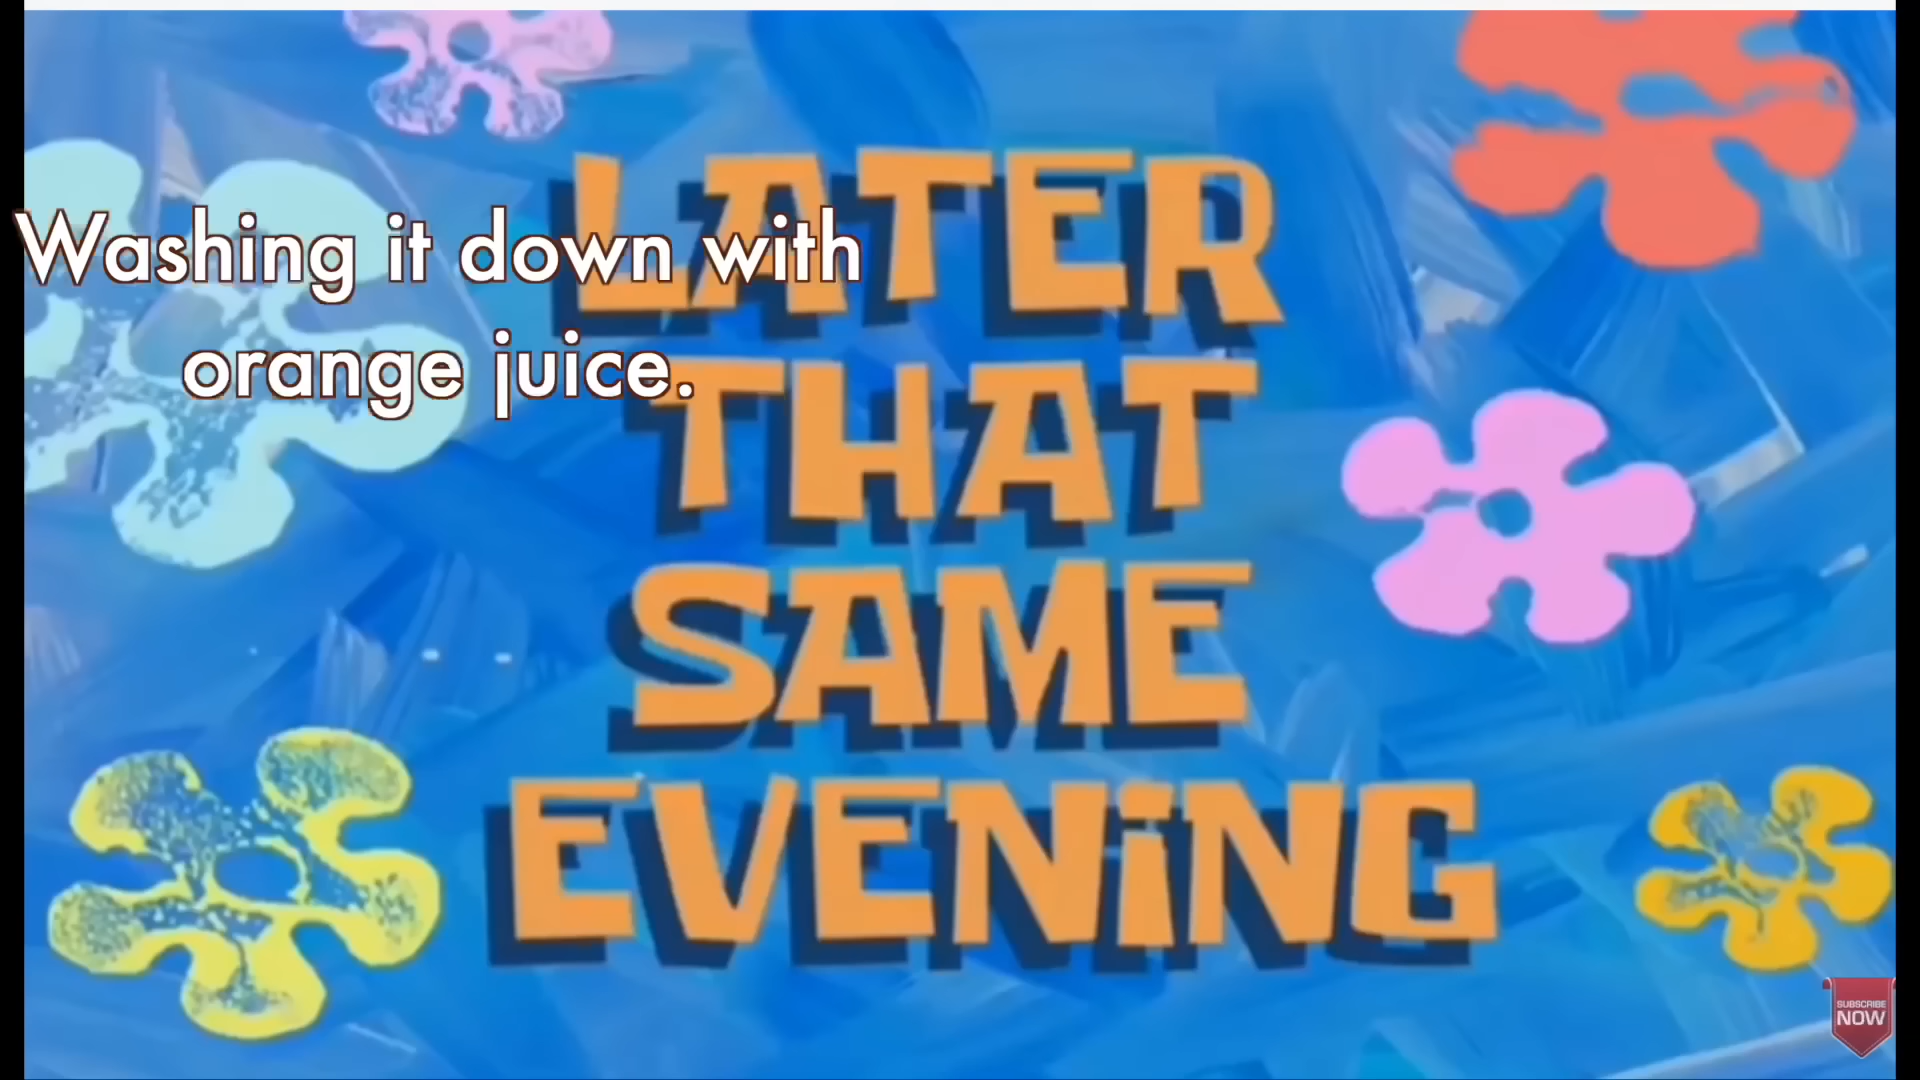 Washing it down with
orange juice.
LATER
THAT
SAME
EVENiNG
SUBSCRIBE
NOW